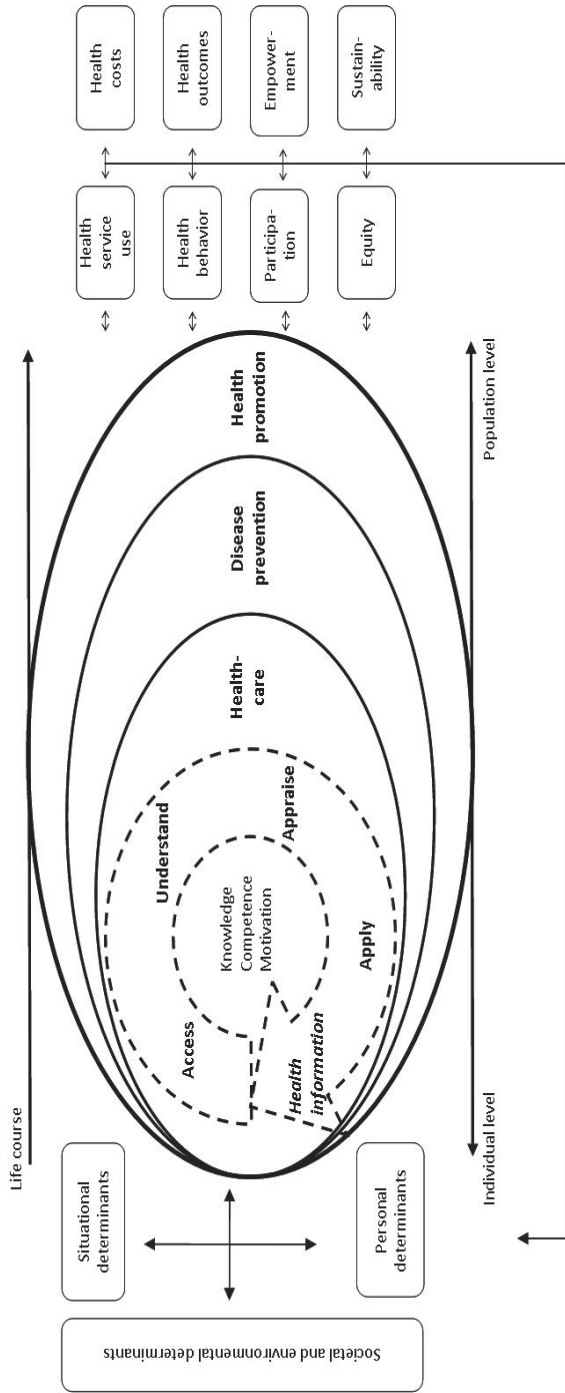 Life course
Societal and environmental determinants
Situational
determinants
Personal
determinants
Access
Understand
Appraise
Apply
Knowledge
Competence
Motivation
Health
information
Health-
care
Disease
prevention
Health
promotion
Individual level
Population level
Health
service
use
Health
behavior
Participa-
tion
Equity
Health
costs
Health
outcomes
Empower-
ment
Sustain-
ability